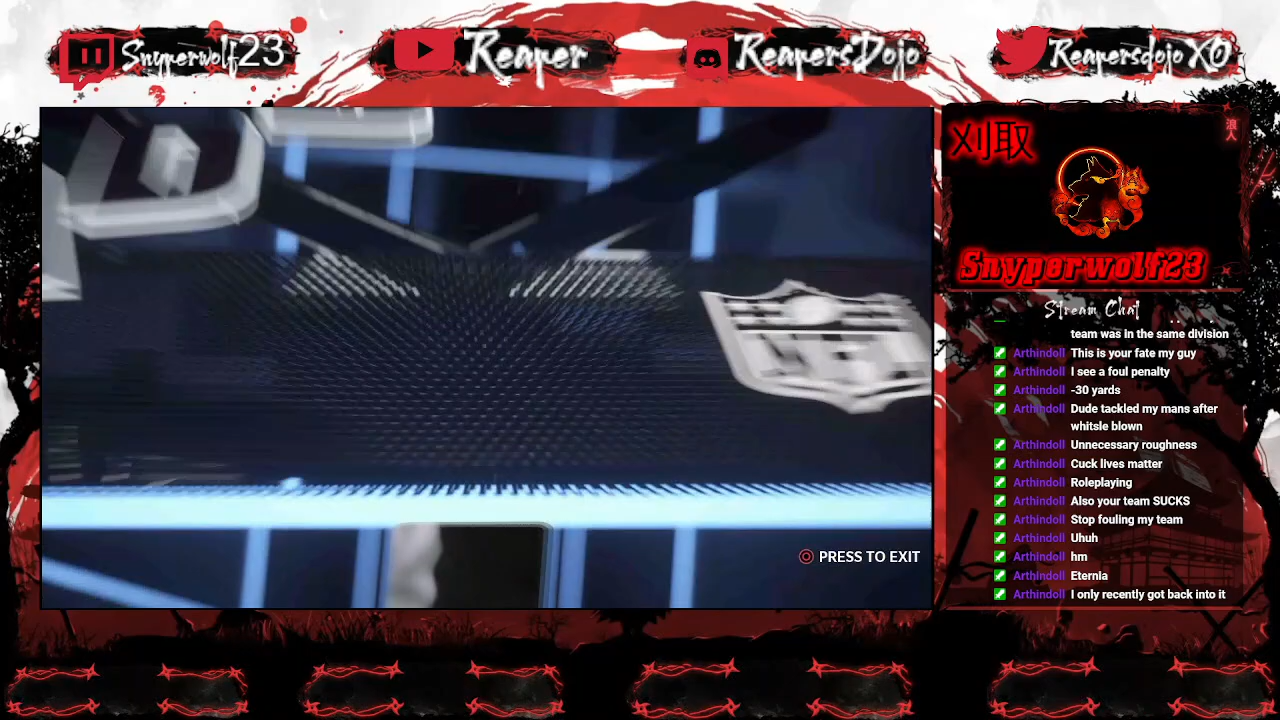 Snyperwolf23
Reaper
ReapersDojo
ReapersdojoXO
刈取
浪人
Snyperwolf23
Stream Chat
team was in the same division
Arthindoll This is your fate my guy
Arthindoll I see a foul penalty
Arthindoll -30 yards
Arthindoll Dude tackled my mans after
whitsle blown
Arthindoll Unnecessary roughness
Arthindoll Cuck lives matter
Arthindoll Roleplaying
Arthindoll Also your team SUCKS
Arthindoll Stop fouling my team
Arthindoll Uhuh
Arthindoll hm
Arthindoll Eternia
Arthindoll I only recently got back into it
NFL
PRESS TO EXIT